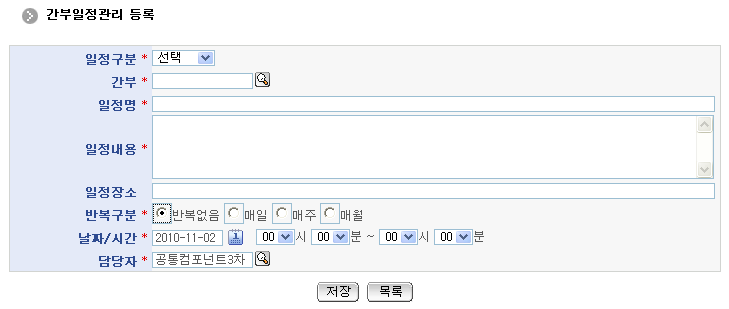 간부일정관리 등록
일정구분 * 선택
간부 *
일정명 *
일정내용 *
일정장소
반복구분 * 반복없음 매일 매주 매월
날짜/시간 * 2010-11-02 00 시 00 분 ~ 00 시 00 분
담당자 * 공통컴포넌트3차
저장 목록